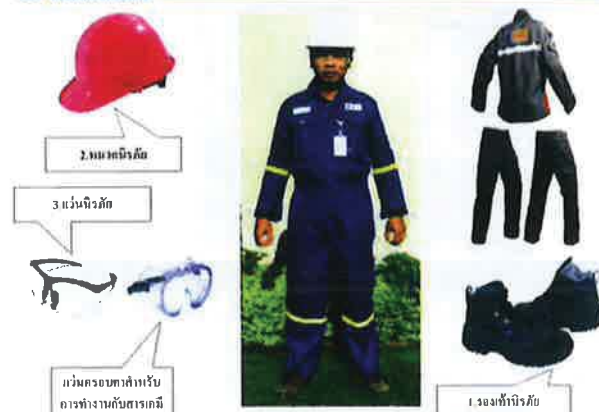 2.หมวกนิรภัย
3.แว่นนิรภัย
แว่นครอบตาสำหรับ
การทำงานกับสารเคมี
1.รองเท้านิรภัย